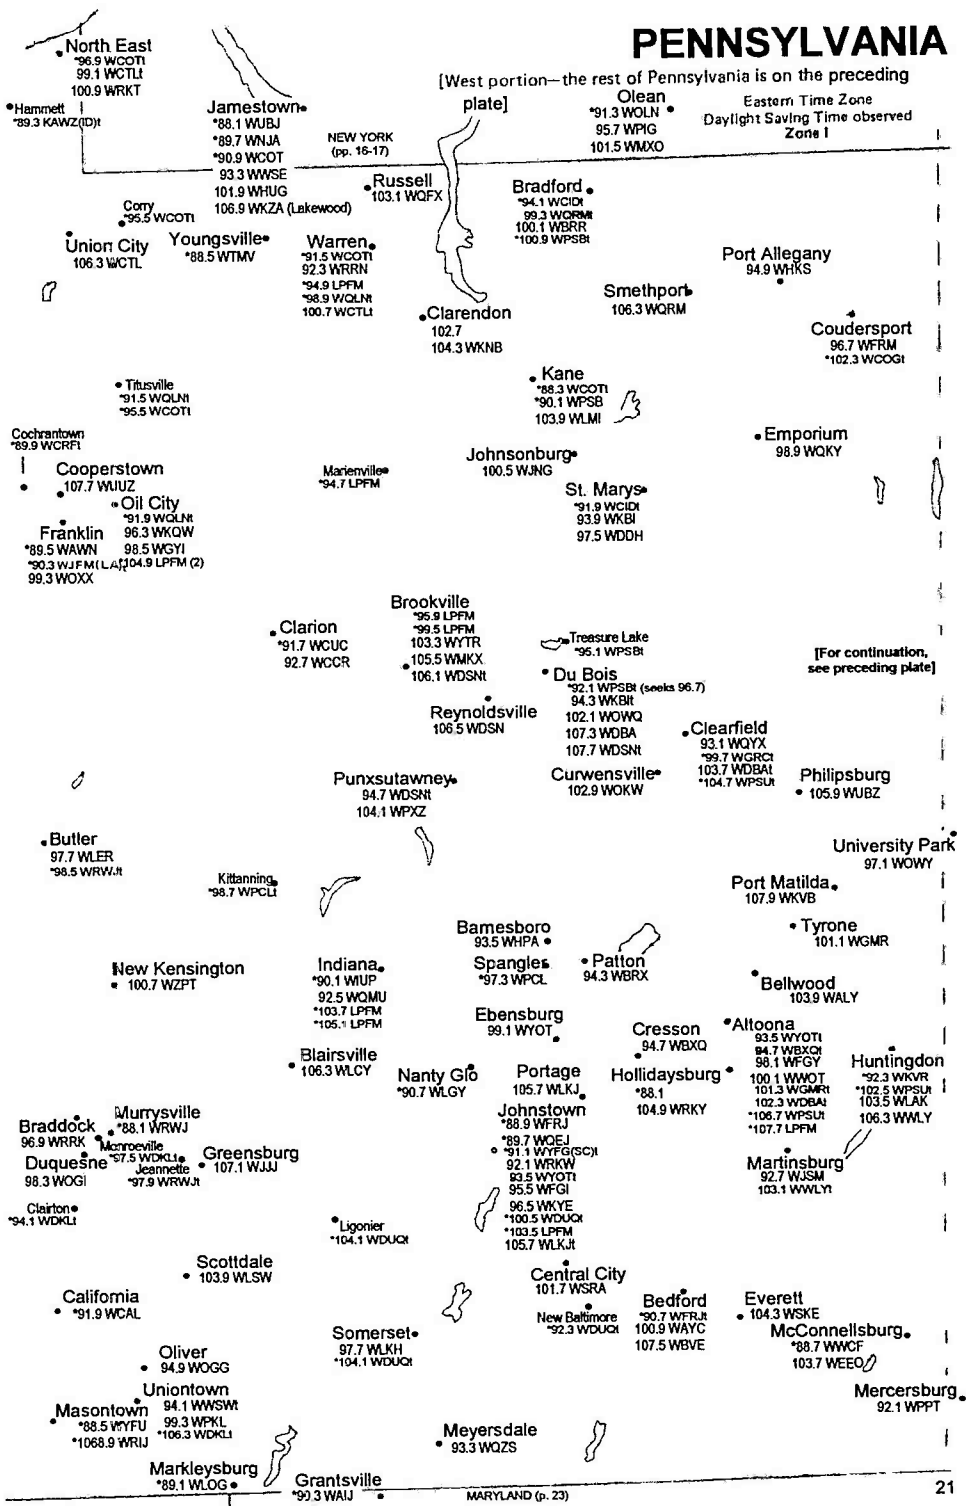 PENNSYLVANIA
[West portion—the rest of Pennsylvania is on the preceding
plate]
Eastern Time Zone
Daylight Saving Time observed
Zone I
North East
*96.9 WCOTt
99.1 WCTLt
100.9 WRKT
Hammett
*89.3 KAWZ(ID)t
Jamestown
*88.1 WUBJ
*89.7 WNJA
*90.9 WCOT
93.3 WWSE
101.9 WHUG
106.9 WKZA (Lakewood)
NEW YORK
(pp. 16-17)
Olean
*91.3 WOLN
95.7 WPIG
101.5 WMXO
Russell
103.1 WQFX
Bradford
*94.1 WCIDt
99.3 WQRMt
100.1 WBRR
*100.9 WPSBt
Corry
*95.5 WCOTt
Union City
106.3 WCTL
Youngsville
*88.5 WTMV
Warren
*91.5 WCOTt
92.3 WRRN
*94.9 LPFM
*98.9 WQLNt
100.7 WCTLt
Port Allegany
94.9 WHKS
Smethport
106.3 WQRM
Clarendon
102.7
104.3 WKNB
Coudersport
96.7 WFRM
*102.3 WCOGt
Titusville
*91.5 WQLNt
*95.5 WCOTt
Kane
*88.3 WCOTt
*90.1 WPSB
103.9 WLMI
Cochrantown
*89.9 WCRFt
Emporium
98.9 WQKY
Cooperstown
107.7 WUUZ
Marienville
*94.7 LPFM
Johnsonburg
100.5 WJNG
Oil City
*91.9 WQLNt
96.3 WKQW
98.5 WGYI
*104.9 LPFM (2)
St. Marys
*91.9 WCIDt
93.9 WKBI
97.5 WDDH
Franklin
*89.5 WAWN
*90.3 WJFM(LA)t
99.3 WOXX
Brookville
*95.9 LPFM
*99.5 LPFM
103.3 WYTR
105.5 WMKX
106.1 WDSNt
Clarion
*91.7 WCUC
92.7 WCCR
Treasure Lake
*95.1 WPSBt
[For continuation,
see preceding plate]
Du Bois
*92.1 WPSBt (seeks 96.7)
94.3 WKBIt
102.1 WOWQ
107.3 WDBA
107.7 WDSNt
Reynoldsville
106.5 WDSN
Clearfield
93.1 WQYX
*99.7 WGRCt
103.7 WDBAt
*104.7 WPSUt
Punxsutawney
94.7 WDSNt
104.1 WPXZ
Curwensville
102.9 WOKW
Philipsburg
105.9 WUBZ
Butler
97.7 WLER
*98.5 WRWJt
University Park
97.1 WOWY
Kittanning
*98.7 WPCLt
Port Matilda
107.9 WKVB
Barnesboro
93.5 WHPA
Tyrone
101.1 WGMR
New Kensington
100.7 WZPT
Indiana
*90.1 WIUP
92.5 WQMU
*103.7 LPFM
*105.1 LPFM
Spangler
*97.3 WPCL
Patton
94.3 WBRX
Bellwood
103.9 WALY
Ebensburg
99.1 WYOT
Cresson
94.7 WBXQ
Altoona
93.5 WYOTt
94.7 WBXQt
98.1 WFGY
100.1 WWOT
101.3 WGMRt
102.3 WDBAt
*106.7 WPSUt
*107.7 LPFM
Blairsville
106.3 WLCY
Nanty Glo
*90.7 WLGY
Portage
105.7 WLKJ
Hollidaysburg
*88.1
104.9 WRKY
Huntingdon
*92.3 WKVR
*102.5 WPSUt
103.5 WLAK
106.3 WWLY
Braddock
96.9 WRRK
Murrysville
*88.1 WRWJ
Johnstown
*88.9 WFRJ
*89.7 WQEJ
*91.1 WYFG(SC)t
92.1 WRKW
93.5 WYOTt
95.5 WFGI
96.5 WKYE
*100.5 WDUQt
*103.5 LPFM
105.7 WLKJt
Monroeville
*97.5 WDKLt
Duquesne
98.3 WOGI
Jeannette
*97.9 WRWJt
Greensburg
107.1 WJJJ
Martinsburg
92.7 WJSM
103.1 WWLYt
Clairton
*94.1 WDKLt
Ligonier
*104.1 WDUQt
Scottdale
103.9 WLSW
Central City
101.7 WSRA
California
*91.9 WCAL
New Baltimore
*92.3 WDUQt
Bedford
*90.7 WFRJt
100.9 WAYC
107.5 WBVE
Everett
104.3 WSKE
Somerset
97.7 WLKH
*104.1 WDUQt
McConnellsburg
*88.7 WWCF
103.7 WEEO
Oliver
94.9 WOGG
Uniontown
94.1 WWSWt
99.3 WPKL
*106.3 WDKLt
Mercersburg
92.1 WPPT
Masontown
*88.5 WYFU
*1068.9 WRIJ
Meyersdale
93.3 WQZS
Markleysburg
*89.1 WLOG
Grantsville
*90.3 WAIJ
MARYLAND (p. 23)
21